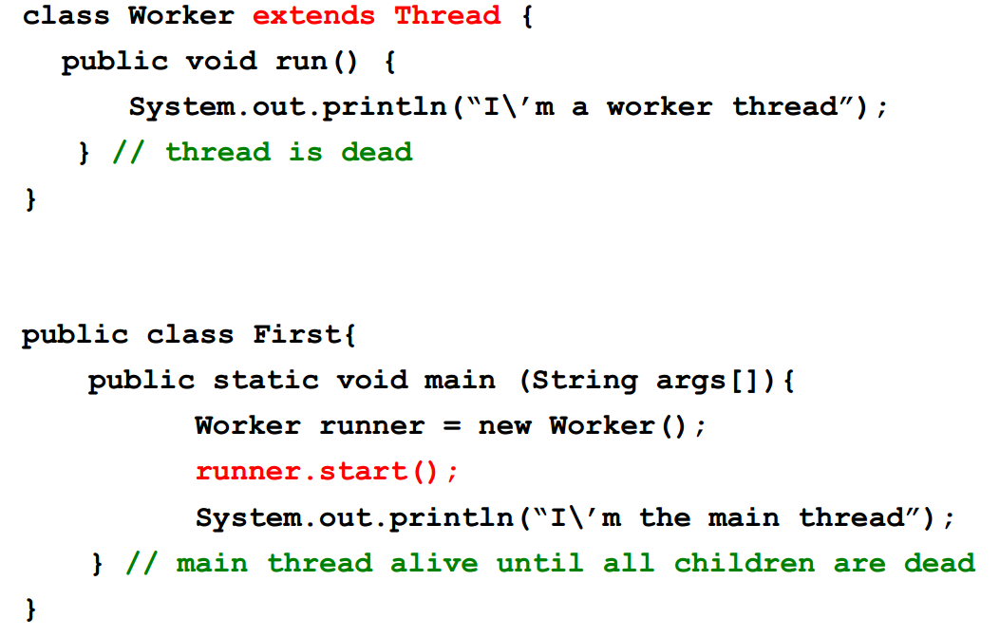 class Worker extends Thread {
public void run() {
System.out.println(“I\’m a worker thread”);
} // thread is dead
}
public class First{
public static void main (String args[]){
Worker runner = new Worker();
runner.start();
System.out.println(“I\’m the main thread”);
} // main thread alive until all children are dead
}